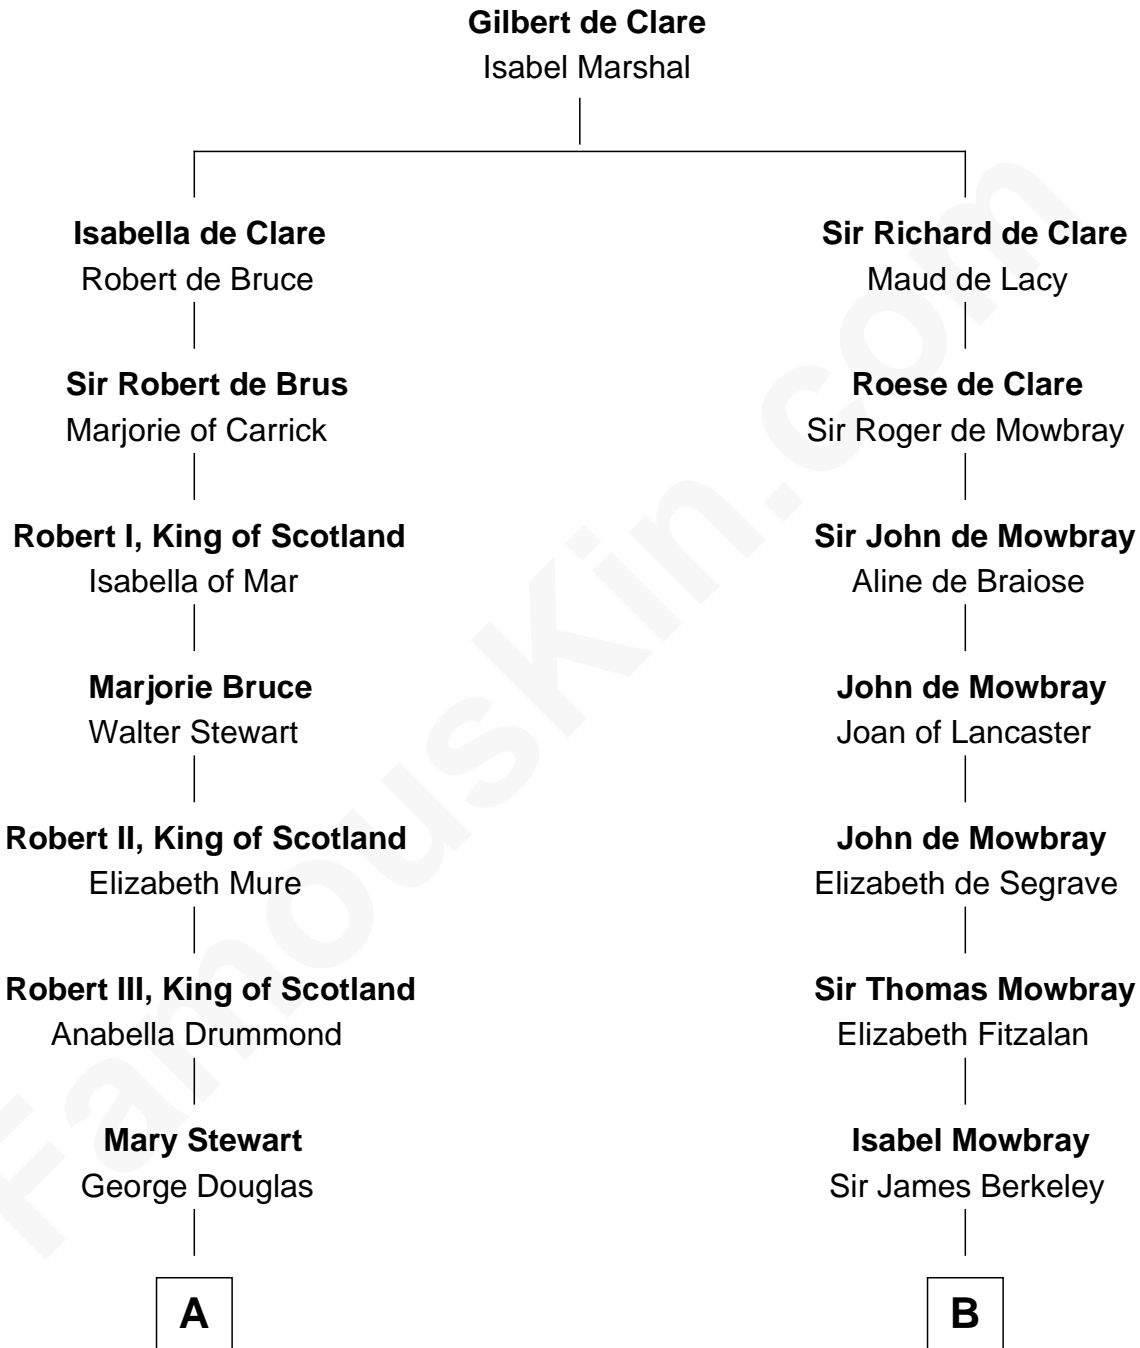 Gilbert de Clare
Isabel Marshal
Isabella de Clare
Robert de Bruce
Sir Richard de Clare
Maud de Lacy
Sir Robert de Brus
Marjorie of Carrick
Roese de Clare
Sir Roger de Mowbray
Robert I, King of Scotland
Isabella of Mar
Sir John de Mowbray
Aline de Braiose
Marjorie Bruce
Walter Stewart
John de Mowbray
Joan of Lancaster
Robert II, King of Scotland
Elizabeth Mure
John de Mowbray
Elizabeth de Segrave
Robert III, King of Scotland
Anabella Drummond
Sir Thomas Mowbray
Elizabeth Fitzalan
Mary Stewart
George Douglas
Isabel Mowbray
Sir James Berkeley
A
B
FamousKin.com